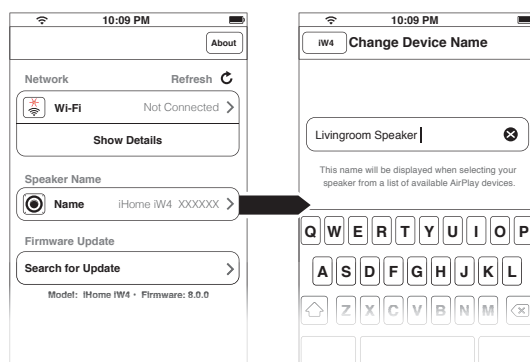 10:09 PM
About
Network
Refresh
Wi-Fi
Not Connected
Show Details
Speaker Name
Name
iHome iW4 XXXXXX
Firmware Update
Search for Update
Model: iHome IW4 • Firmware: 8.0.0
10:09 PM
iW4
Change Device Name
Livingroom Speaker
This name will be displayed when selecting your
speaker from a list of available AirPlay devices.
Q W E R T Y U I O P
A S D F G H J K L
Z X C V B N M